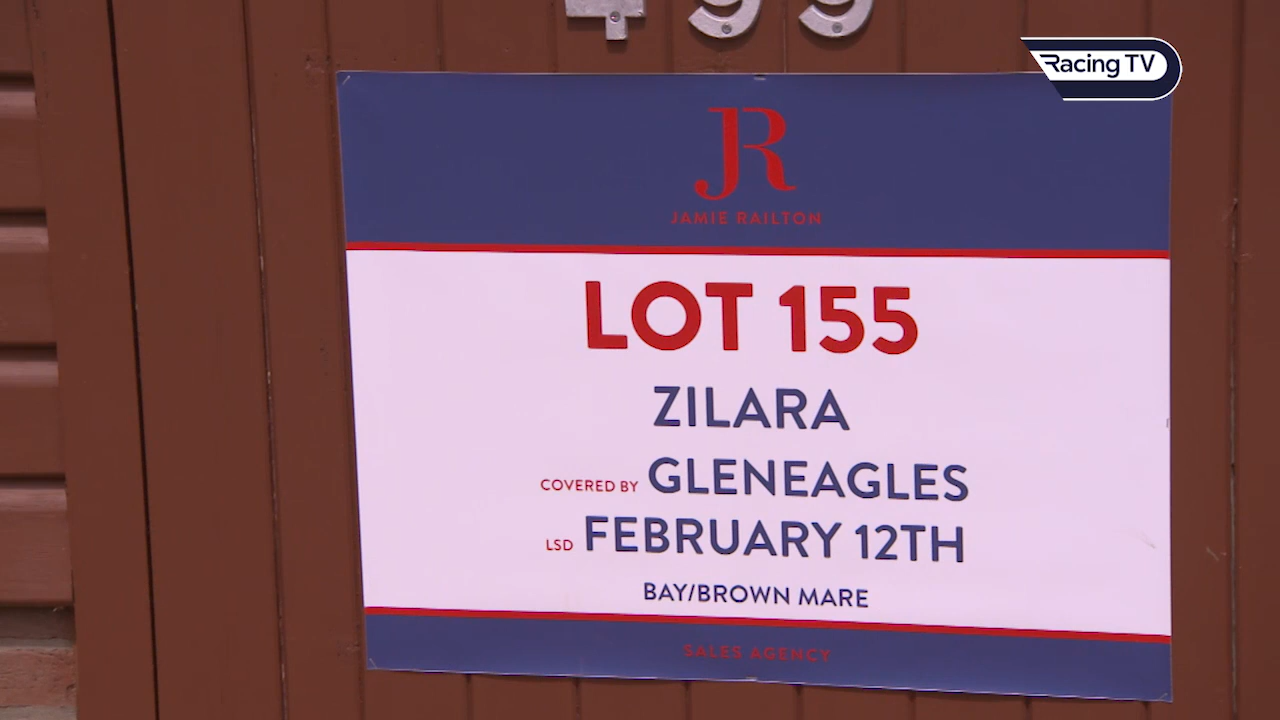 Racing TV
JR
JAMIE RAILTON
LOT 155
ZILARA
COVERED BY GLENEAGLES
LSD FEBRUARY 12TH
BAY/BROWN MARE
SALES AGENCY